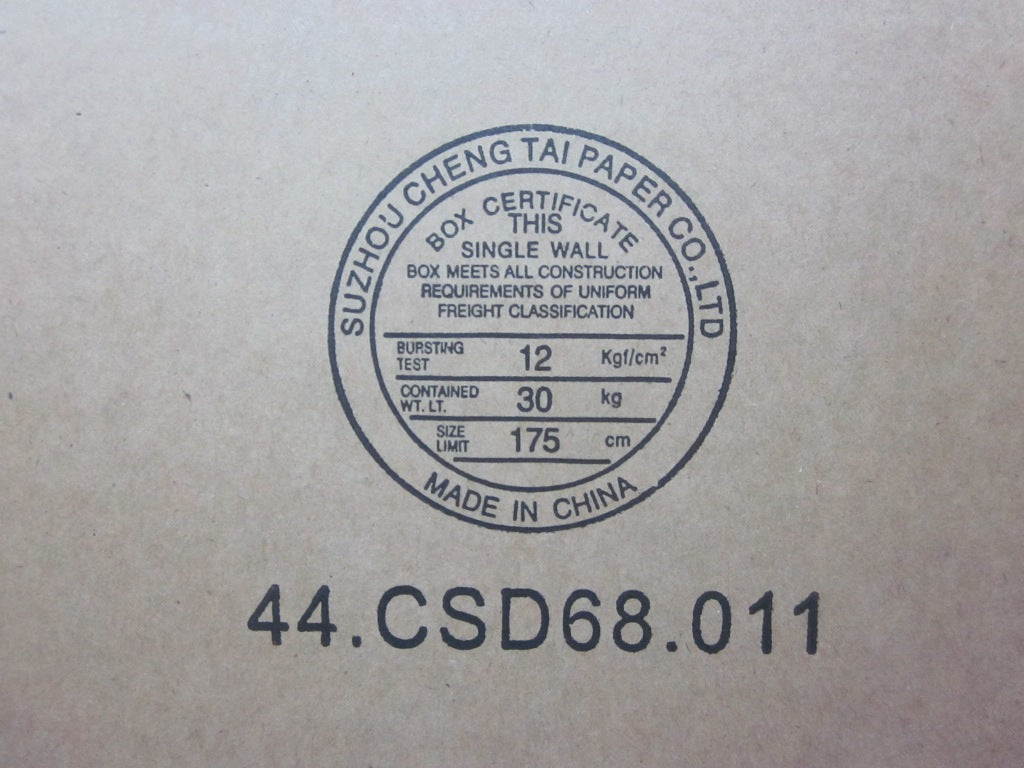 SUZHOU CHENG TAI PAPER CO.,LTD
BOX CERTIFICATE
THIS
SINGLE WALL
BOX MEETS ALL CONSTRUCTION
REQUIREMENTS OF UNIFORM
FREIGHT CLASSIFICATION
BURSTING TEST 12 Kgf/cm²
CONTAINED WT. LT. 30 kg
SIZE LIMIT 175 cm
MADE IN CHINA
44.CSD68.011